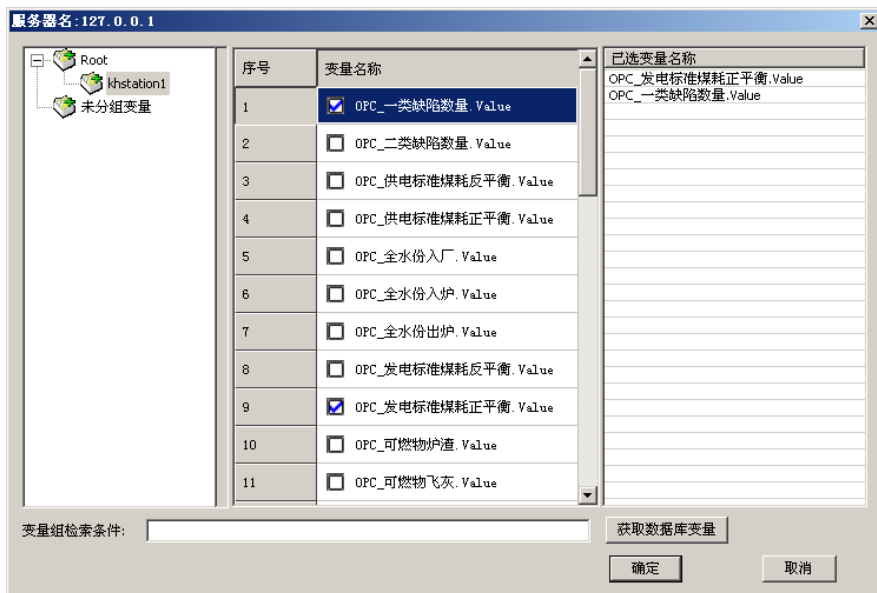 服务器名:127.0.0.1
Root
khstation1
未分组变量
序号 变量名称
1 OPC_一类缺陷数量.Value
2 OPC_二类缺陷数量.Value
3 OPC_供电标准煤耗反平衡.Value
4 OPC_供电标准煤耗正平衡.Value
5 OPC_全水份入厂.Value
6 OPC_全水份入炉.Value
7 OPC_全水份出炉.Value
8 OPC_发电标准煤耗反平衡.Value
9 OPC_发电标准煤耗正平衡.Value
10 OPC_可燃物炉渣.Value
11 OPC_可燃物飞灰.Value
已选变量名称
OPC_发电标准煤耗正平衡.Value
OPC_一类缺陷数量.Value
变量组检索条件:
获取数据库变量
确定 取消